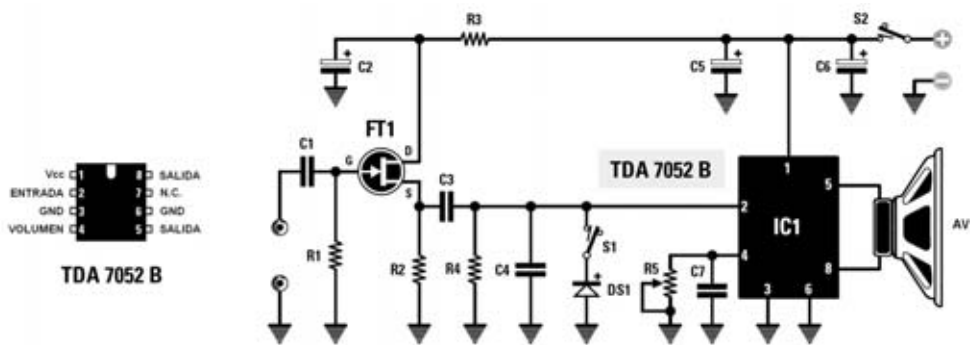 R3
S2
+
C2
+
C5
+
C6
+
−
FT1
C1
G
D
S
C3
TDA 7052 B
Vcc 1 8 SALIDA
ENTRADA 2 7 N.C.
GND 3 6 GND
VOLUMEN 4 5 SALIDA
TDA 7052 B
R1
R2
R4
C4
S1
DS1
+
R5
C7
1
2
4
5
8
3
6
IC1
AV